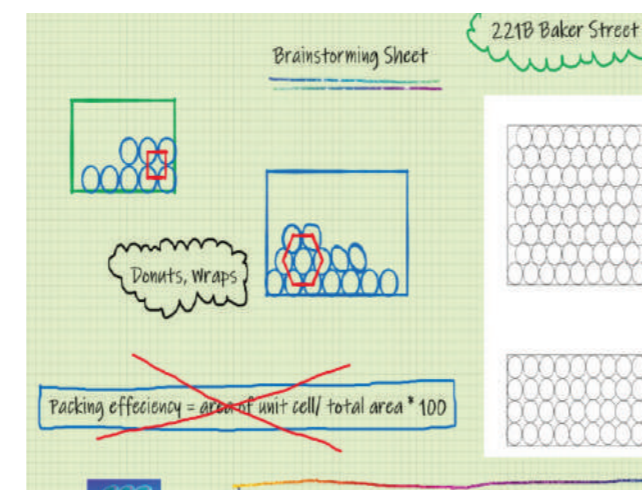 221B Baker Street
Brainstorming Sheet
Donuts, Wraps
Packing effeciency = area of unit cell/ total area * 100